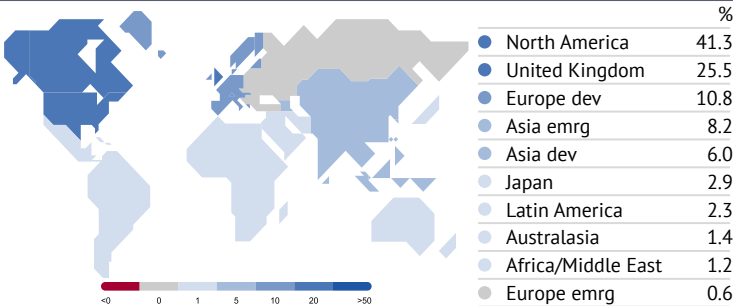 %
North America 41.3
United Kingdom 25.5
Europe dev 10.8
Asia emrg 8.2
Asia dev 6.0
Japan 2.9
Latin America 2.3
Australasia 1.4
Africa/Middle East 1.2
Europe emrg 0.6
<0 0 1 5 10 20 >50